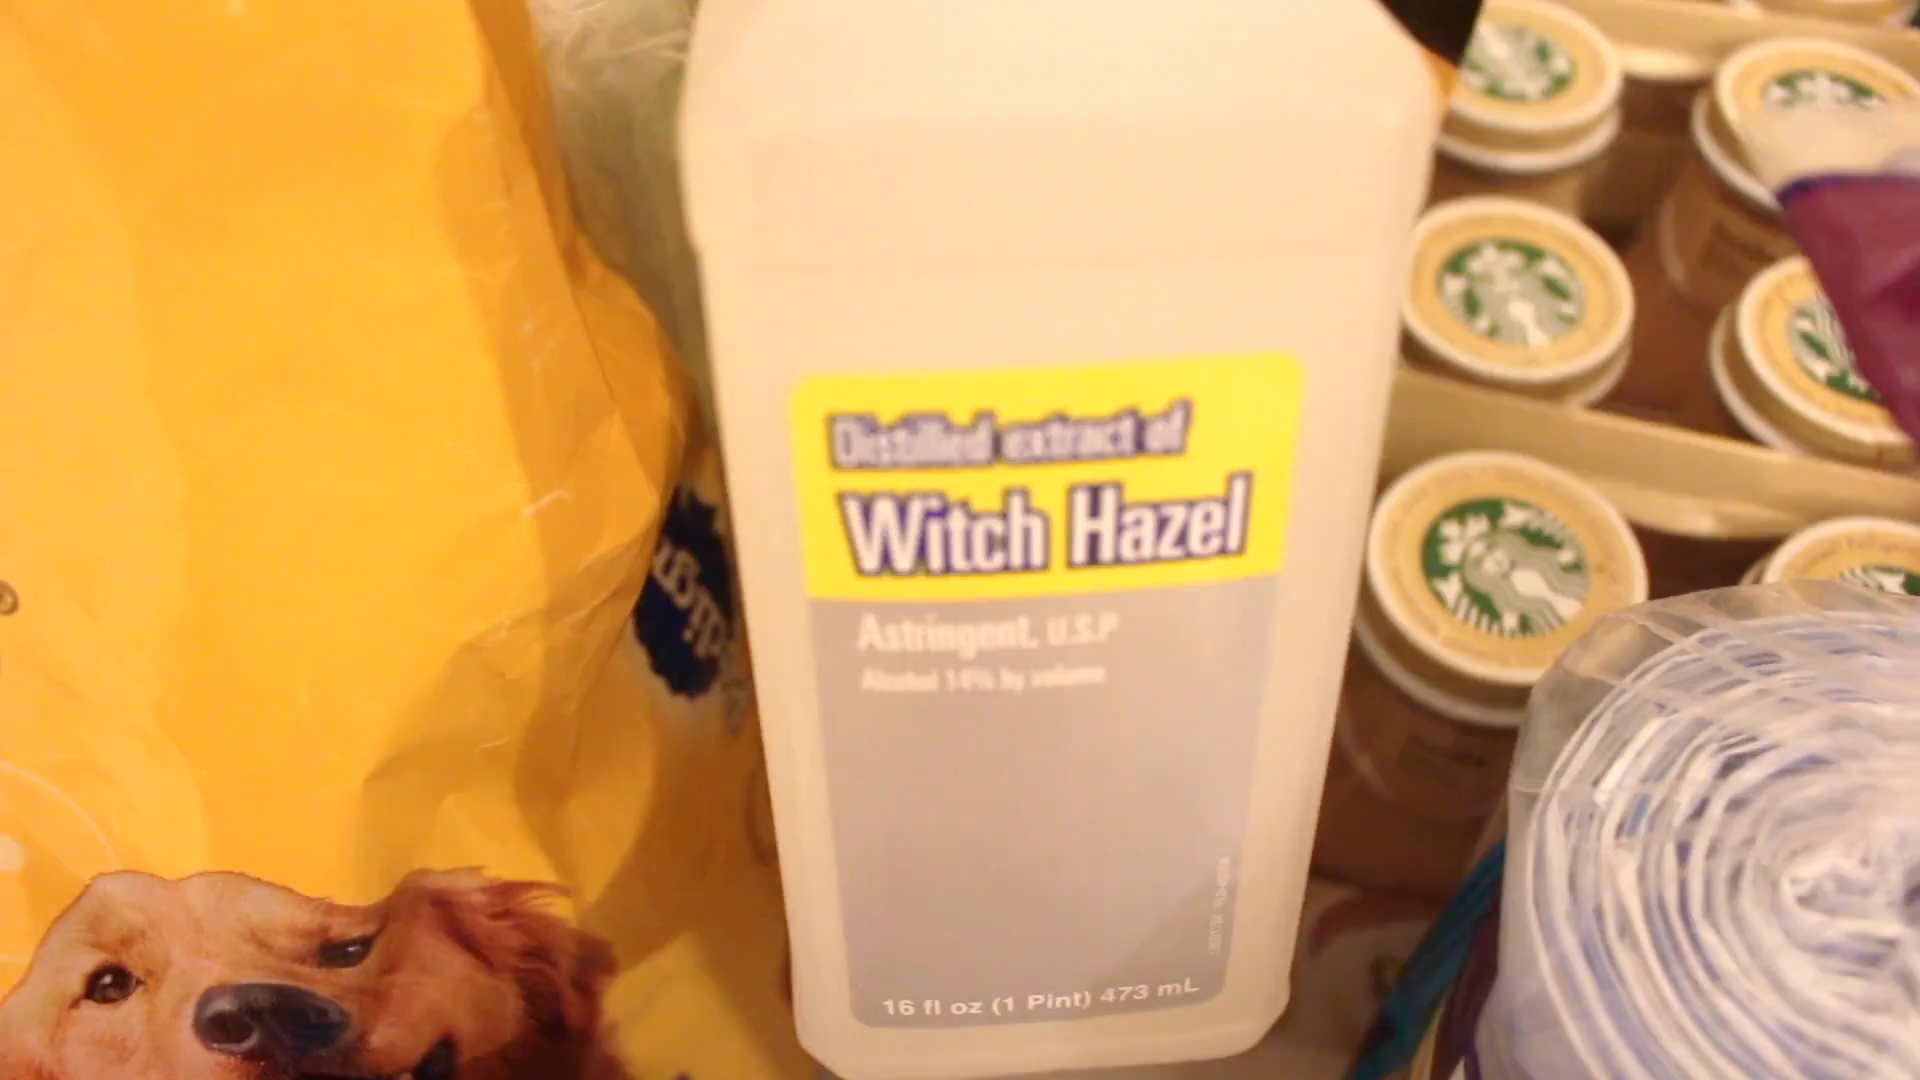 Distilled extract of
Witch Hazel
Astringent, U.S.P
Alcohol 14% by volume
16 fl oz (1 Pint) 473 mL